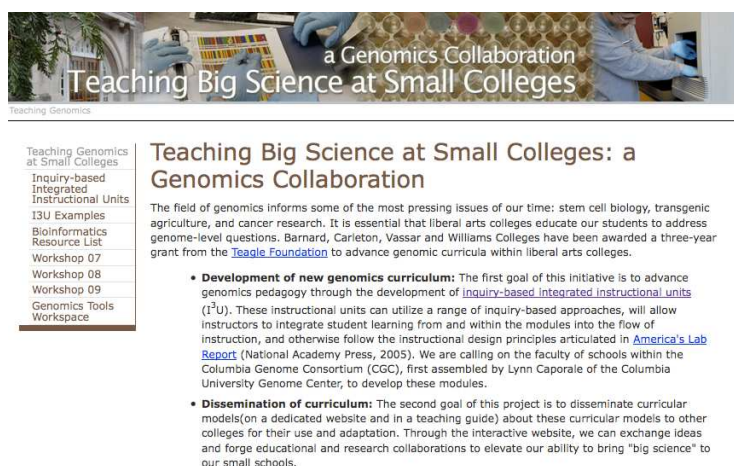 a Genomics Collaboration
Teaching Big Science at Small Colleges
Teaching Genomics
Teaching Genomics
at Small Colleges
Inquiry-based
Integrated
Instructional Units
I3U Examples
Bioinformatics
Resource List
Workshop 07
Workshop 08
Workshop 09
Genomics Tools
Workspace
Teaching Big Science at Small Colleges: a
Genomics Collaboration
The field of genomics informs some of the most pressing issues of our time: stem cell biology, transgenic
agriculture, and cancer research. It is essential that liberal arts colleges educate our students to address
genome-level questions. Barnard, Carleton, Vassar and Williams Colleges have been awarded a three-year
grant from the Teagle Foundation to advance genomic curricula within liberal arts colleges.
• Development of new genomics curriculum: The first goal of this initiative is to advance
genomics pedagogy through the development of inquiry-based integrated instructional units
(I³U). These instructional units can utilize a range of inquiry-based approaches, will allow
instructors to integrate student learning from and within the modules into the flow of
instruction, and otherwise follow the instructional design principles articulated in America's Lab
Report (National Academy Press, 2005). We are calling on the faculty of schools within the
Columbia Genome Consortium (CGC), first assembled by Lynn Caporale of the Columbia
University Genome Center, to develop these modules.
• Dissemination of curriculum: The second goal of this project is to disseminate curricular
models(on a dedicated website and in a teaching guide) about these curricular models to other
colleges for their use and adaptation. Through the interactive website, we can exchange ideas
and forge educational and research collaborations to elevate our ability to bring "big science" to
our small schools.